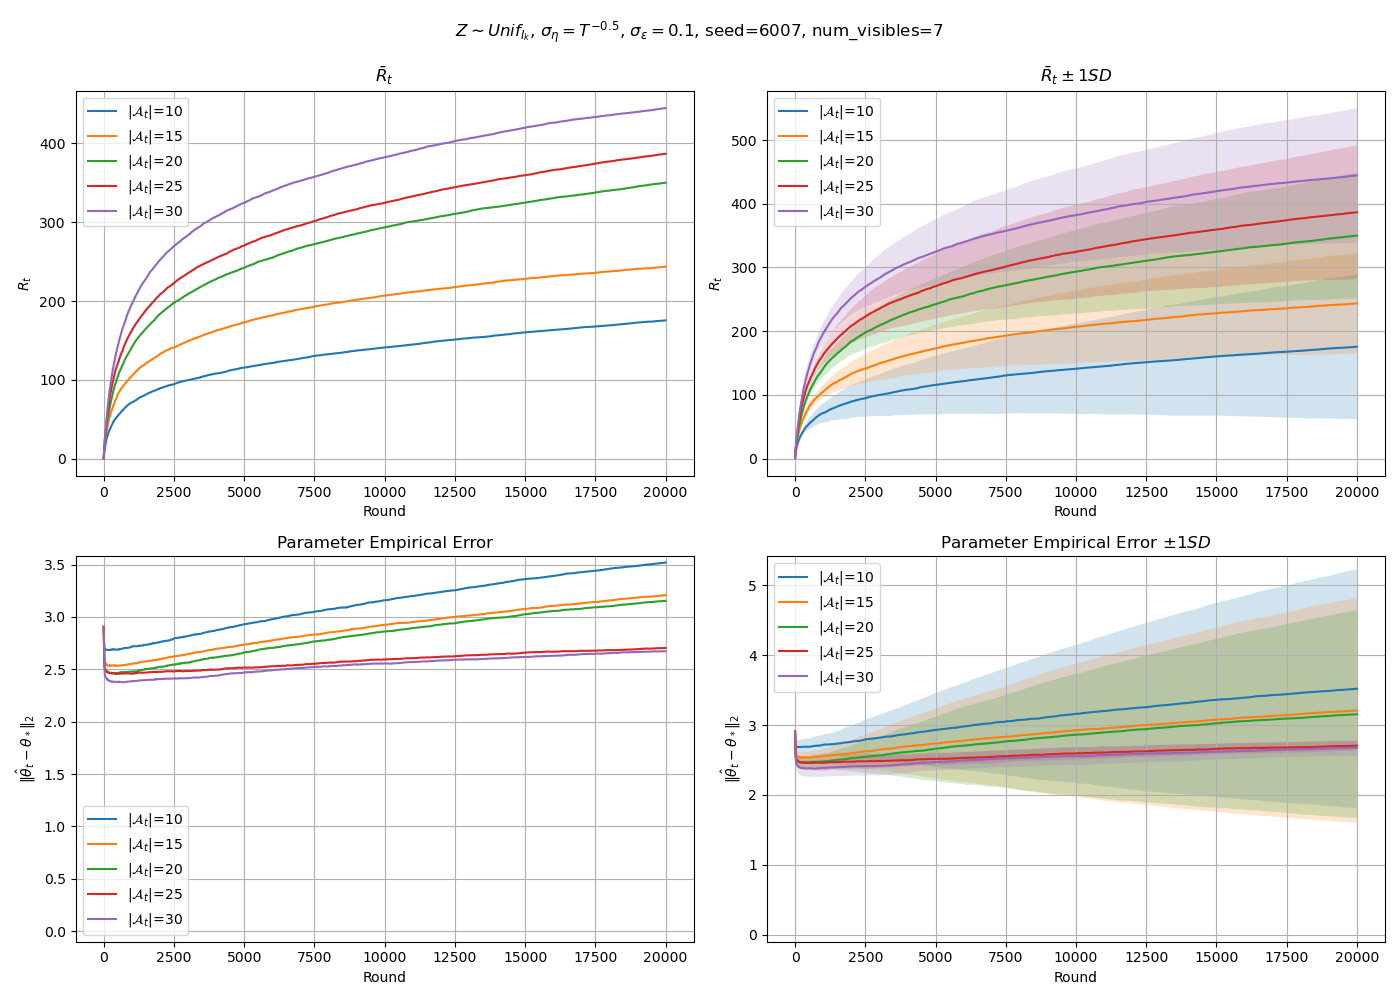 Z ∼ Unif_{I_k}, σ_η = T^{−0.5}, σ_ε = 0.1, seed=6007, num_visibles=7
R̄_t
|𝒜_t|=10
|𝒜_t|=15
|𝒜_t|=20
|𝒜_t|=25
|𝒜_t|=30
R_t
400
300
200
100
0
0 2500 5000 7500 10000 12500 15000 17500 20000
Round
R̄_t ± 1SD
|𝒜_t|=10
|𝒜_t|=15
|𝒜_t|=20
|𝒜_t|=25
|𝒜_t|=30
R_t
500
400
300
200
100
0
0 2500 5000 7500 10000 12500 15000 17500 20000
Round
Parameter Empirical Error
‖θ̂_t − θ_*‖_2
3.5
3.0
2.5
2.0
1.5
1.0
0.5
0.0
|𝒜_t|=10
|𝒜_t|=15
|𝒜_t|=20
|𝒜_t|=25
|𝒜_t|=30
0 2500 5000 7500 10000 12500 15000 17500 20000
Round
Parameter Empirical Error ±1SD
|𝒜_t|=10
|𝒜_t|=15
|𝒜_t|=20
|𝒜_t|=25
|𝒜_t|=30
‖θ̂_t − θ_*‖_2
5
4
3
2
1
0
0 2500 5000 7500 10000 12500 15000 17500 20000
Round